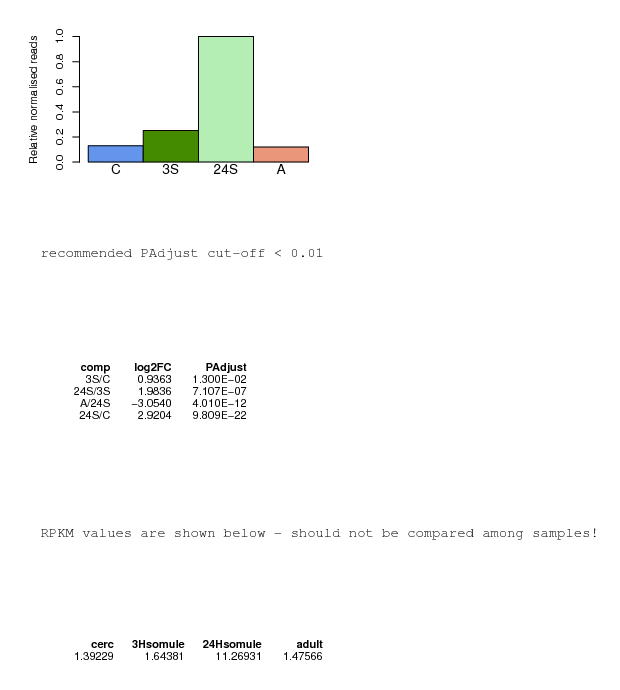 Relative normalised reads
1.0
0.8
0.6
0.4
0.2
0.0
C 3S 24S A
recommended PAdjust cut-off < 0.01
comp log2FC PAdjust
3S/C 0.9363 1.300E-02
24S/3S 1.9836 7.107E-07
A/24S -3.0540 4.010E-12
24S/C 2.9204 9.809E-22
RPKM values are shown below - should not be compared among samples!
cerc 3Hsomule 24Hsomule adult
1.39229 1.64381 11.26931 1.47566